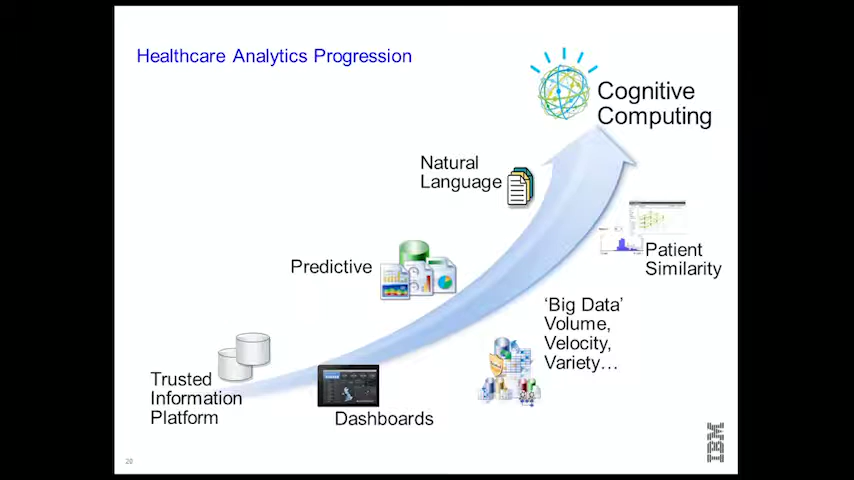 Healthcare Analytics Progression
Cognitive
Computing
Natural
Language
Patient
Similarity
Predictive
‘Big Data’
Volume,
Velocity,
Variety…
Trusted
Information
Platform
Dashboards
IBM
20